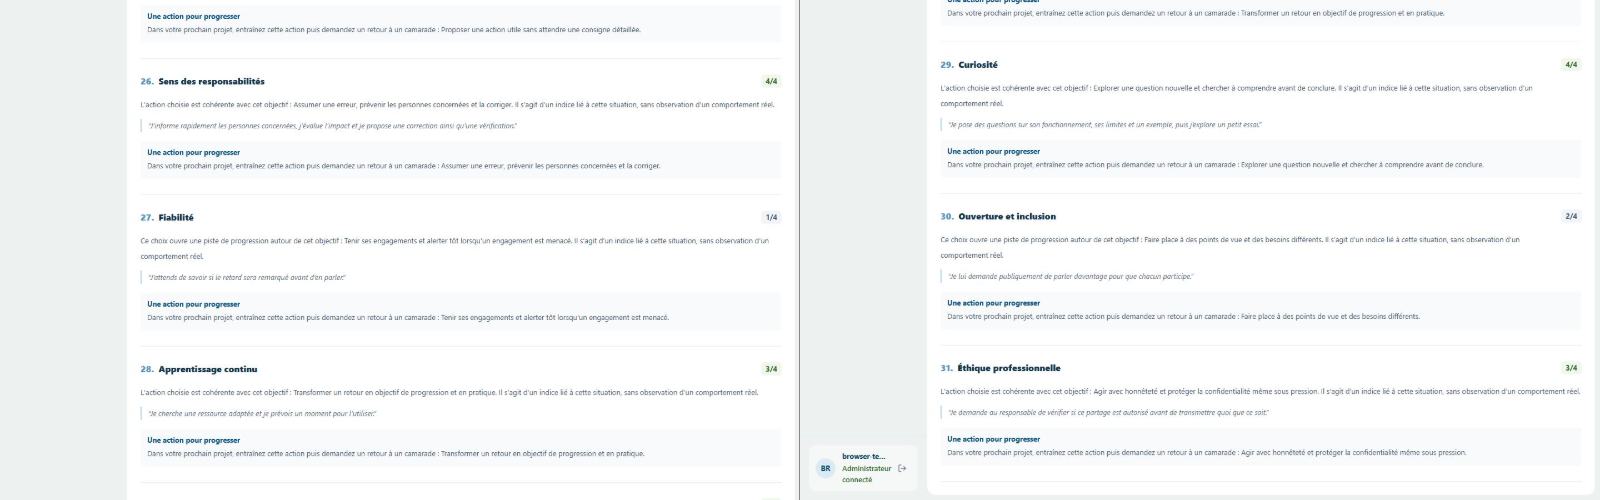 Une action pour progresser
Dans votre prochain projet, entraînez cette action puis demandez un retour à un camarade : Proposer une action utile sans attendre une consigne détaillée.
26. Sens des responsabilités
4/4
L'action choisie est cohérente avec cet objectif : Assumer une erreur, prévenir les personnes concernées et la corriger. Il s'agit d'un indice lié à cette situation, sans observation d'un comportement réel.
"J'informe rapidement les personnes concernées, j'évalue l'impact et je propose une correction ainsi qu'une vérification."
Une action pour progresser
Dans votre prochain projet, entraînez cette action puis demandez un retour à un camarade : Assumer une erreur, prévenir les personnes concernées et la corriger.
27. Fiabilité
1/4
Ce choix ouvre une piste de progression autour de cet objectif : Tenir ses engagements et alerter tôt lorsqu'un engagement est menacé. Il s'agit d'un indice lié à cette situation, sans observation d'un
comportement réel.
"J'attends de savoir si le retard sera remarqué avant d'en parler."
Une action pour progresser
Dans votre prochain projet, entraînez cette action puis demandez un retour à un camarade : Tenir ses engagements et alerter tôt lorsqu'un engagement est menacé.
28. Apprentissage continu
3/4
L'action choisie est cohérente avec cet objectif : Transformer un retour en objectif de progression et en pratique. Il s'agit d'un indice lié à cette situation, sans observation d'un comportement réel.
"Je cherche une ressource adaptée et je prévois un moment pour l'utiliser."
Une action pour progresser
Dans votre prochain projet, entraînez cette action puis demandez un retour à un camarade : Transformer un retour en objectif de progression et en pratique.
Dans votre prochain projet, entraînez cette action puis demandez un retour à un camarade : Transformer un retour en objectif de progression et en pratique.
29. Curiosité
4/4
L'action choisie est cohérente avec cet objectif : Explorer une question nouvelle et chercher à comprendre avant de conclure. Il s'agit d'un indice lié à cette situation, sans observation d'un
comportement réel.
"Je pose des questions sur son fonctionnement, ses limites et un exemple, puis j'explore un petit essai."
Une action pour progresser
Dans votre prochain projet, entraînez cette action puis demandez un retour à un camarade : Explorer une question nouvelle et chercher à comprendre avant de conclure.
30. Ouverture et inclusion
2/4
Ce choix ouvre une piste de progression autour de cet objectif : Faire place à des points de vue et des besoins différents. Il s'agit d'un indice lié à cette situation, sans observation d'un
comportement réel.
"Je lui demande publiquement de parler davantage pour que chacun participe."
Une action pour progresser
Dans votre prochain projet, entraînez cette action puis demandez un retour à un camarade : Faire place à des points de vue et des besoins différents.
31. Éthique professionnelle
3/4
L'action choisie est cohérente avec cet objectif : Agir avec honnêteté et protéger la confidentialité même sous pression. Il s'agit d'un indice lié à cette situation, sans observation d'un comportement réel.
"Je demande au responsable de vérifier si ce partage est autorisé avant de transmettre quoi que ce soit."
Une action pour progresser
Dans votre prochain projet, entraînez cette action puis demandez un retour à un camarade : Agir avec honnêteté et protéger la confidentialité même sous pression.
BR
browser-te...
Administrateur
connecté